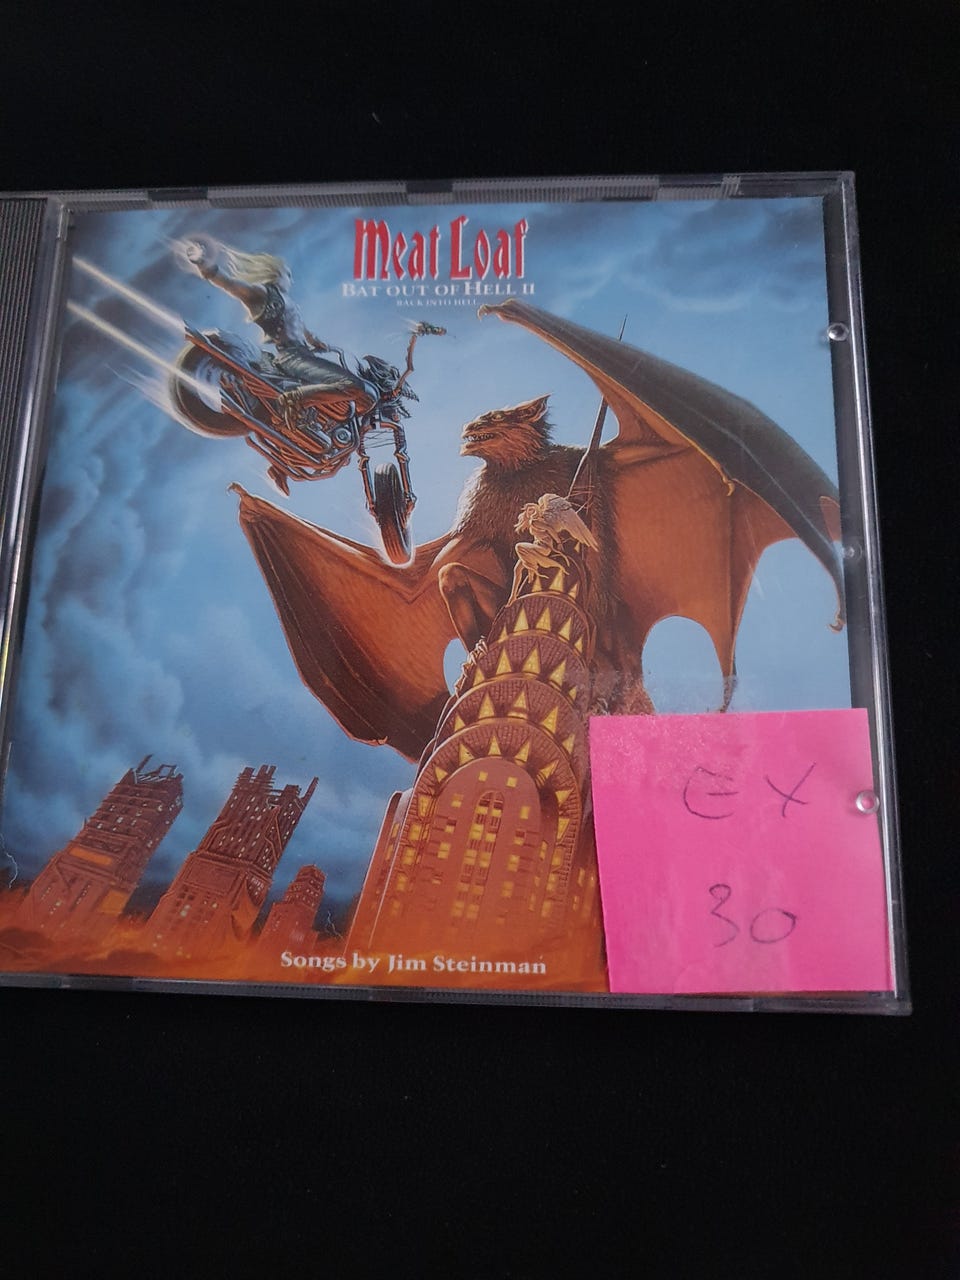 Meat Loaf
BAT OUT OF HELL II
BACK INTO HELL
EX
30
Songs by Jim Steinman